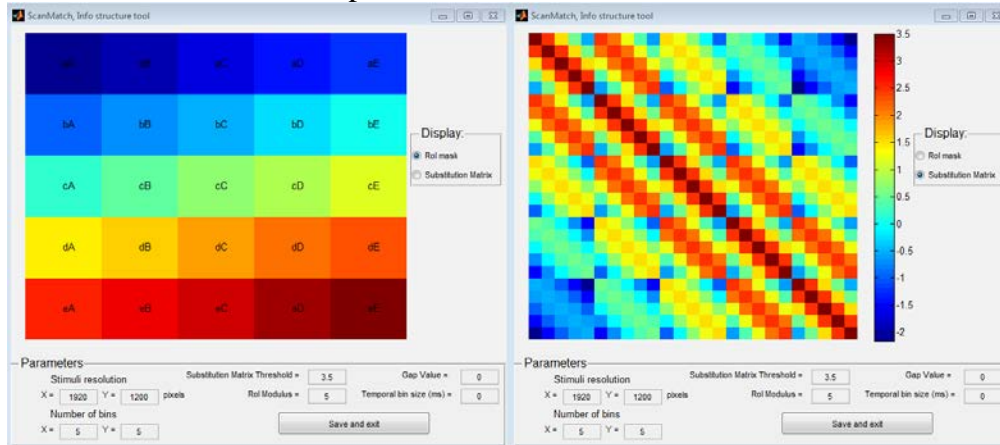 ScanMatch, Info structure tool
aB aC aD aE
bA bB bC bD bE
cA cB cC cD cE
dA dB dC dD dE
eA eB eC eD eE
Display:
RoI mask
Substitution Matrix
Parameters
Stimuli resolution
X = 1920 Y = 1200 pixels
Number of bins
X = 5 Y = 5
Substitution Matrix Threshold = 3.5
RoI Modulus = 5
Gap Value = 0
Temporal bin size (ms) = 0
Save and exit
ScanMatch, Info structure tool
3.5
3
2.5
2
1.5
1
0.5
0
-0.5
-1
-1.5
-2
Display:
RoI mask
Substitution Matrix
Parameters
Stimuli resolution
X = 1920 Y = 1200 pixels
Number of bins
X = 5 Y = 5
Substitution Matrix Threshold = 3.5
RoI Modulus = 5
Gap Value = 0
Temporal bin size (ms) = 0
Save and exit